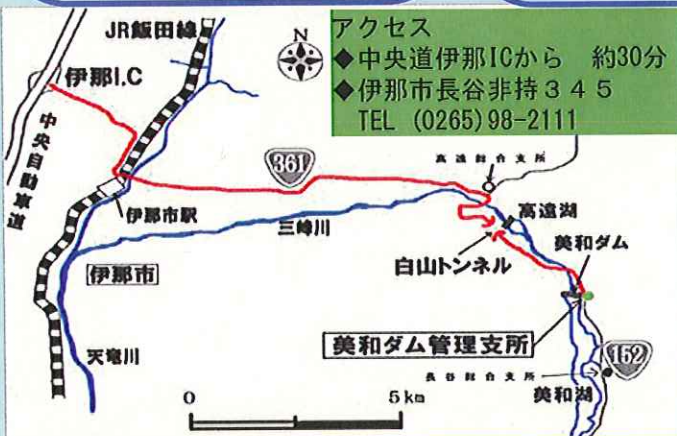 アクセス
◆中央道伊那ICから 約30分
◆伊那市長谷非持345
TEL (0265)98-2111
JR飯田線
N
伊那I.C
中央自動車道
361
高遠総合支所
伊那市駅
三峰川
高遠湖
美和ダム
白山トンネル
伊那市
美和ダム管理支所
天竜川
長谷総合支所
152
美和湖
0 5km